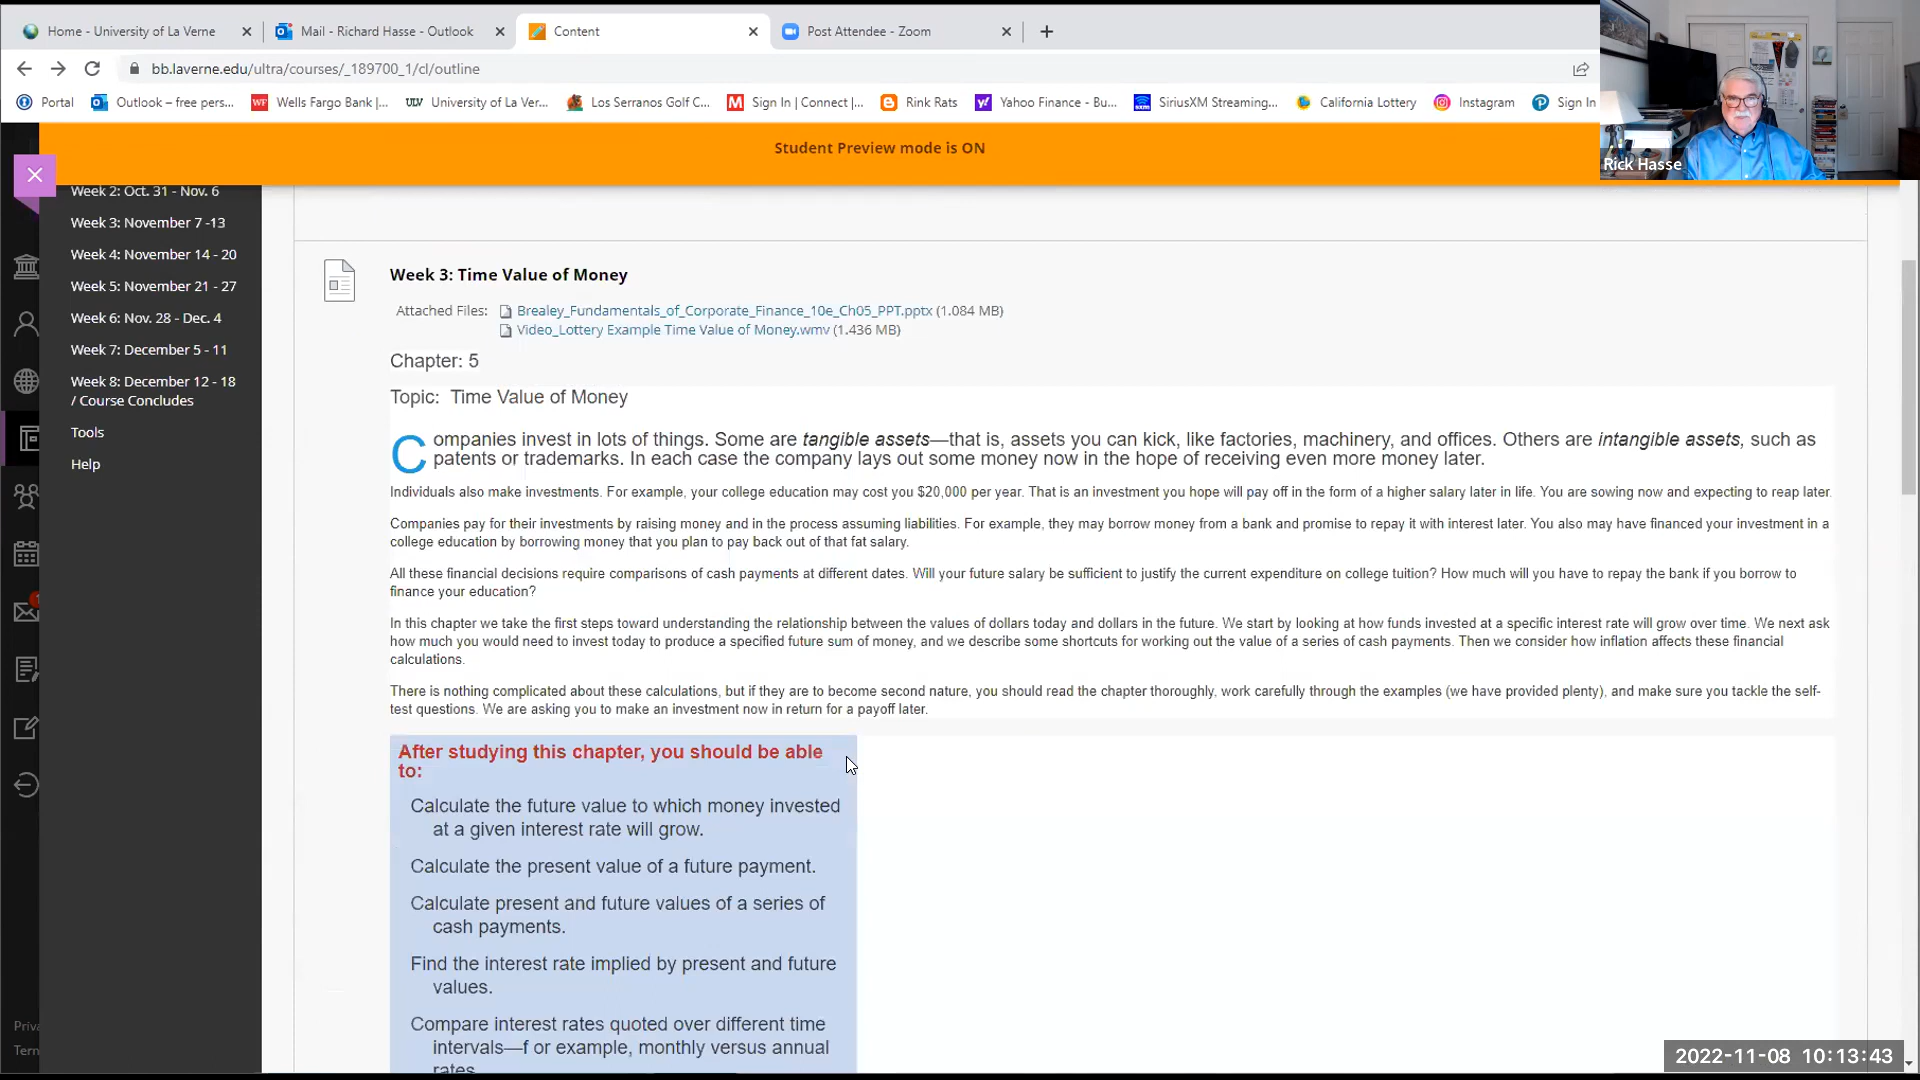 Home - University of La Verne
Mail - Richard Hasse - Outlook
Content
Post Attendee - Zoom
bb.laverne.edu/ultra/courses/_189700_1/cl/outline
Portal
Outlook – free pers...
Wells Fargo Bank |...
University of La Ver...
Los Serranos Golf C...
Sign In | Connect |...
Rink Rats
Yahoo Finance - Bu...
SiriusXM Streaming...
California Lottery
Instagram
Sign In
Student Preview mode is ON
Rick Hasse
Week 2: Oct. 31 - Nov. 6
Week 3: November 7 -13
Week 4: November 14 - 20
Week 5: November 21 - 27
Week 6: Nov. 28 - Dec. 4
Week 7: December 5 - 11
Week 8: December 12 - 18
/ Course Concludes
Tools
Help
Priva
Term
Week 3: Time Value of Money
Attached Files: Brealey_Fundamentals_of_Corporate_Finance_10e_Ch05_PPT.pptx (1.084 MB)
Video_Lottery Example Time Value of Money.wmv (1.436 MB)
Chapter: 5
Topic: Time Value of Money
Companies invest in lots of things. Some are tangible assets—that is, assets you can kick, like factories, machinery, and offices. Others are intangible assets, such as
patents or trademarks. In each case the company lays out some money now in the hope of receiving even more money later.
Individuals also make investments. For example, your college education may cost you $20,000 per year. That is an investment you hope will pay off in the form of a higher salary later in life. You are sowing now and expecting to reap later.
Companies pay for their investments by raising money and in the process assuming liabilities. For example, they may borrow money from a bank and promise to repay it with interest later. You also may have financed your investment in a
college education by borrowing money that you plan to pay back out of that fat salary.
All these financial decisions require comparisons of cash payments at different dates. Will your future salary be sufficient to justify the current expenditure on college tuition? How much will you have to repay the bank if you borrow to
finance your education?
In this chapter we take the first steps toward understanding the relationship between the values of dollars today and dollars in the future. We start by looking at how funds invested at a specific interest rate will grow over time. We next ask
how much you would need to invest today to produce a specified future sum of money, and we describe some shortcuts for working out the value of a series of cash payments. Then we consider how inflation affects these financial
calculations.
There is nothing complicated about these calculations, but if they are to become second nature, you should read the chapter thoroughly, work carefully through the examples (we have provided plenty), and make sure you tackle the self-
test questions. We are asking you to make an investment now in return for a payoff later.
After studying this chapter, you should be able
to:
Calculate the future value to which money invested
at a given interest rate will grow.
Calculate the present value of a future payment.
Calculate present and future values of a series of
cash payments.
Find the interest rate implied by present and future
values.
Compare interest rates quoted over different time
intervals—f or example, monthly versus annual
rates
2022-11-08 10:13:43